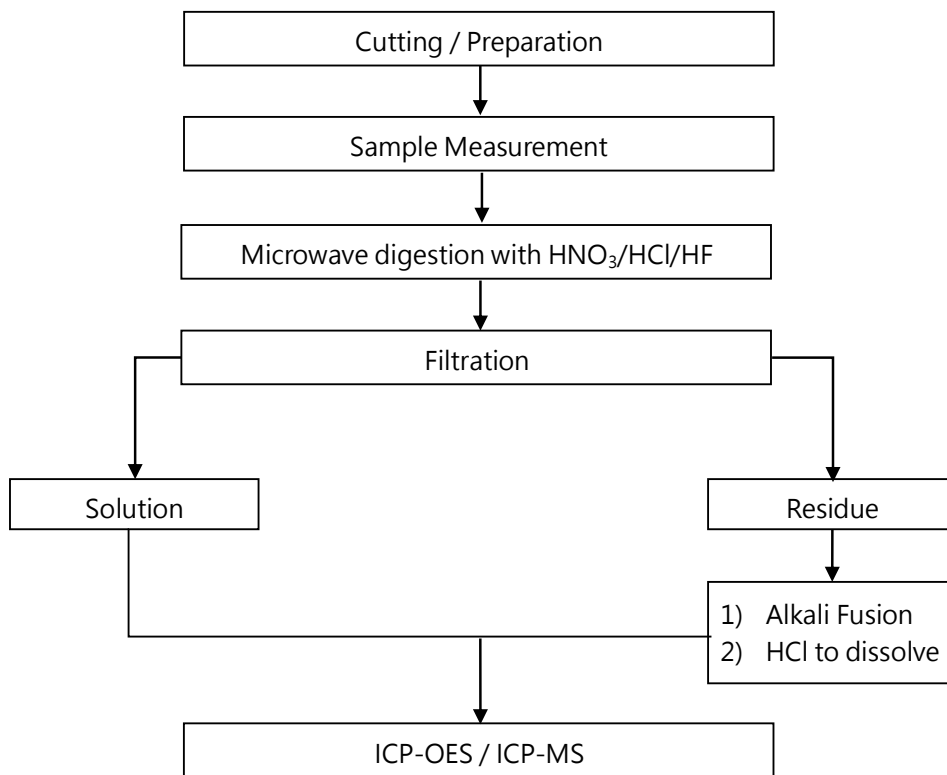 Cutting / Preparation
Sample Measurement
Microwave digestion with HNO₃/HCl/HF
Filtration
Solution
Residue
1) Alkali Fusion
2) HCl to dissolve
ICP-OES / ICP-MS